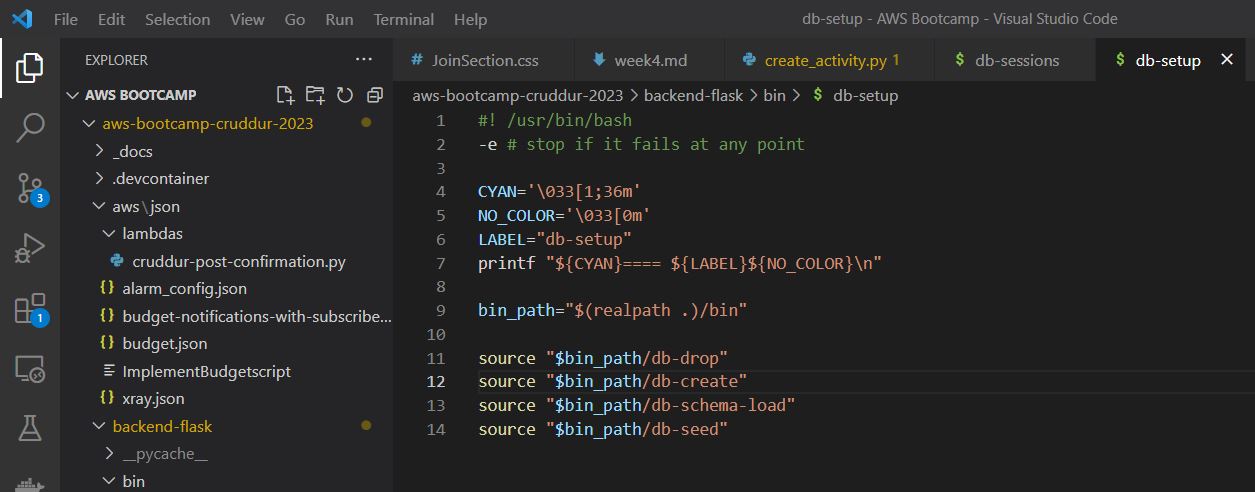 File Edit Selection View Go Run Terminal Help db-setup - AWS Bootcamp - Visual Studio Code
EXPLORER ···
# JoinSection.css week4.md create_activity.py 1 $ db-sessions $ db-setup ×
AWS BOOTCAMP
aws-bootcamp-cruddur-2023
_docs
.devcontainer
aws\json
lambdas
cruddur-post-confirmation.py
{} alarm_config.json
{} budget-notifications-with-subscribe...
{} budget.json
ImplementBudgetscript
{} xray.json
backend-flask
__pycache__
bin
3
1
aws-bootcamp-cruddur-2023 > backend-flask > bin > $ db-setup
1 #! /usr/bin/bash
2 -e # stop if it fails at any point
3
4 CYAN='\033[1;36m'
5 NO_COLOR='\033[0m'
6 LABEL="db-setup"
7 printf "${CYAN}==== ${LABEL}${NO_COLOR}\n"
8
9 bin_path="$(realpath .)/bin"
10
11 source "$bin_path/db-drop"
12 source "$bin_path/db-create"
13 source "$bin_path/db-schema-load"
14 source "$bin_path/db-seed"